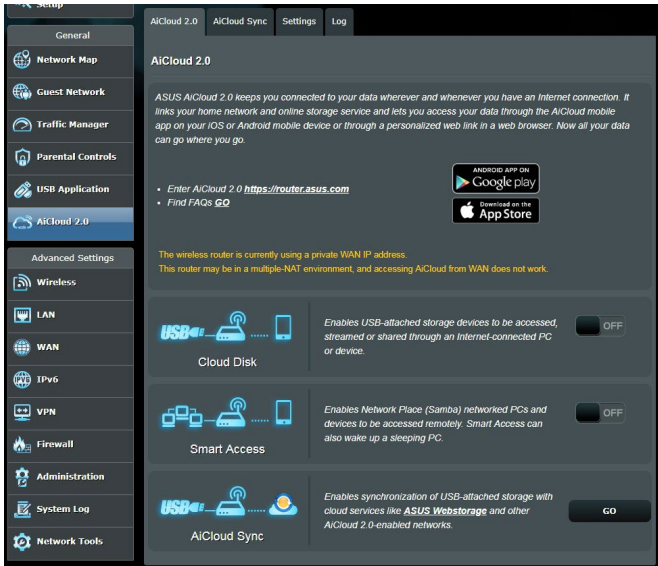 Setup
General
Network Map
Guest Network
Traffic Manager
Parental Controls
USB Application
AiCloud 2.0
Advanced Settings
Wireless
LAN
WAN
IPv6
IPv6
VPN
Firewall
Administration
System Log
Network Tools
AiCloud 2.0 AiCloud Sync Settings Log
AiCloud 2.0
ASUS AiCloud 2.0 keeps you connected to your data wherever and whenever you have an Internet connection. It
links your home network and online storage service and lets you access your data through the AiCloud mobile
app on your iOS or Android mobile device or through a personalized web link in a web browser. Now all your data
can go where you go.
• Enter AiCloud 2.0 https://router.asus.com
• Find FAQs GO
ANDROID APP ON
Google play
Download on the
App Store
The wireless router is currently using a private WAN IP address.
This router may be in a multiple-NAT environment, and accessing AiCloud from WAN does not work.
USB
Cloud Disk
Enables USB-attached storage devices to be accessed,
streamed or shared through an Internet-connected PC
or device.
OFF
Smart Access
Enables Network Place (Samba) networked PCs and
devices to be accessed remotely. Smart Access can
also wake up a sleeping PC.
OFF
USB
AiCloud Sync
Enables synchronization of USB-attached storage with
cloud services like ASUS Webstorage and other
AiCloud 2.0-enabled networks.
GO